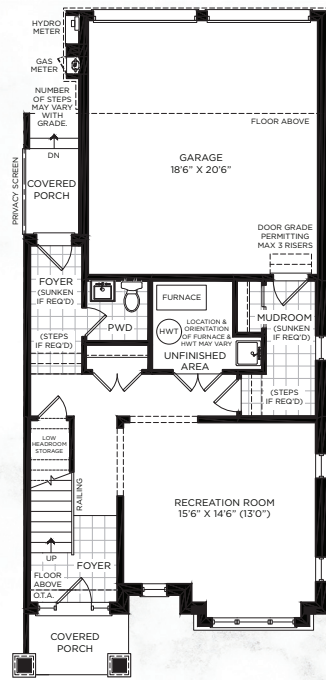 HYDRO
METER
GAS
METER
NUMBER
OF STEPS
MAY VARY
WITH
GRADE.
DN
PRIVACY SCREEN
COVERED
PORCH
FLOOR ABOVE
GARAGE
18'6" X 20'6"
DOOR GRADE
PERMITTING
MAX 3 RISERS
FOYER
(SUNKEN
IF REQ'D)
(STEPS
IF REQ'D)
PWD
FURNACE
HWT
LOCATION &
ORIENTATION
OF FURNACE &
HWT MAY VARY
UNFINISHED
AREA
MUDROOM
(SUNKEN
IF REQ'D)
(STEPS
IF REQ'D)
LOW
HEADROOM
STORAGE
RAILING
RECREATION ROOM
15'6" X 14'6" (13'0")
UP
FLOOR
ABOVE
O.T.A.
FOYER
COVERED
PORCH